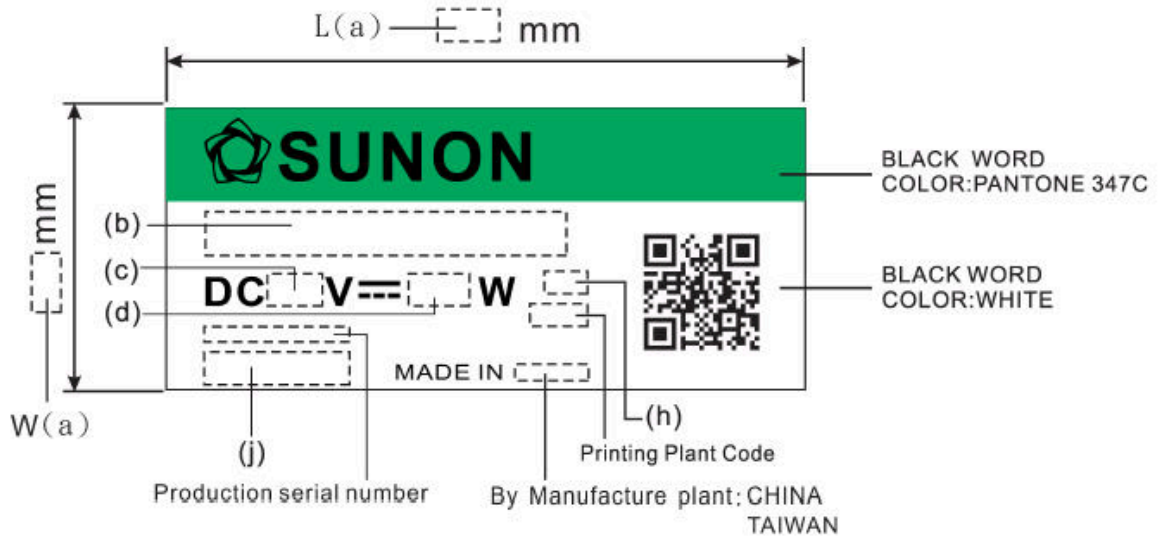 L(a) mm
SUNON
BLACK WORD
COLOR:PANTONE 347C
mm
(b)
(c)
DC V W
(d)
BLACK WORD
COLOR:WHITE
MADE IN
W(a)
(j)
(h)
Printing Plant Code
Production serial number
By Manufacture plant: CHINA
TAIWAN